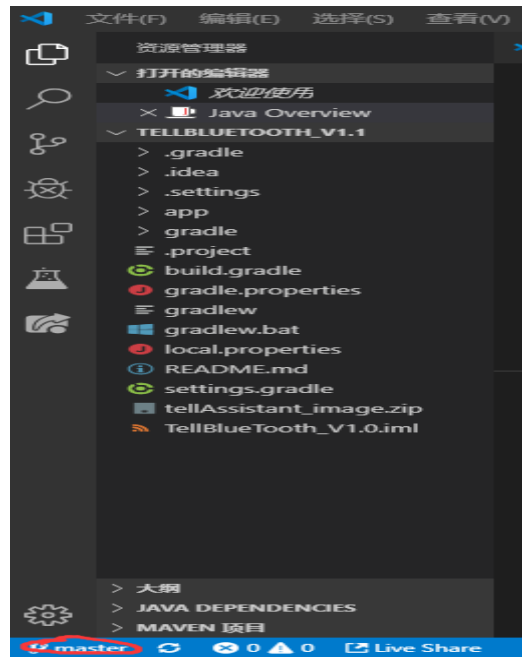 文件(F) 编辑(E) 选择(S) 查看(V)
资源管理器
打开的编辑器
欢迎使用
Java Overview
TELLBLUETOOTH_V1.1
.gradle
.idea
.settings
app
gradle
.project
build.gradle
gradle.properties
gradlew
gradlew.bat
local.properties
README.md
settings.gradle
tellAssistant_image.zip
TellBlueTooth_V1.0.iml
大纲
JAVA DEPENDENCIES
MAVEN 项目
master 0 0 Live Share